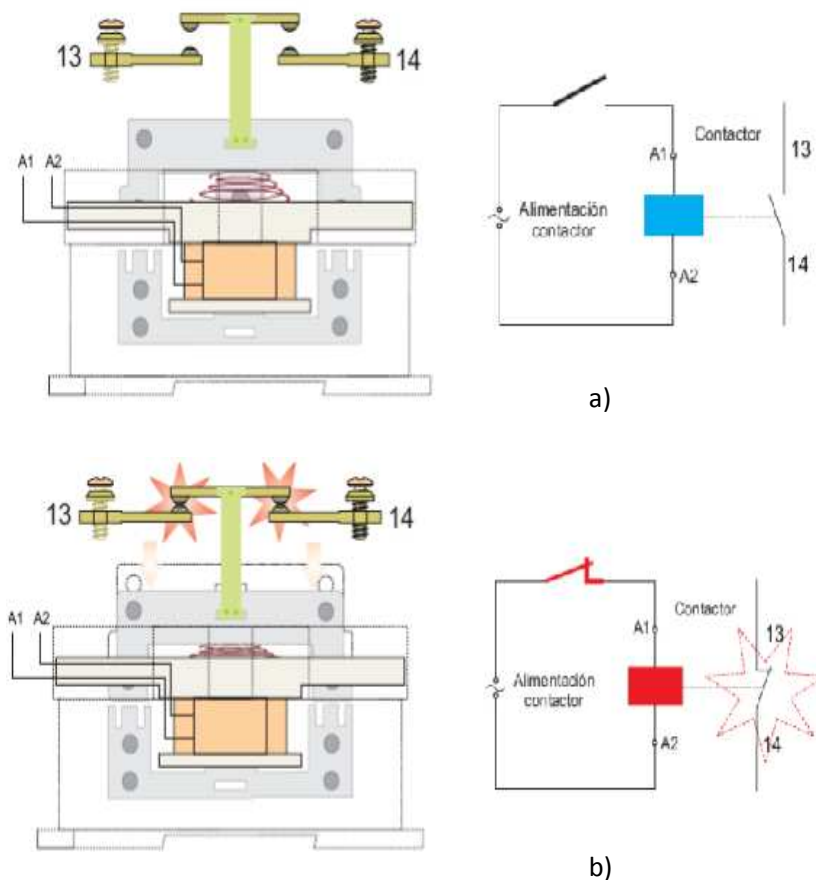 13
14
A1 A2
Contactor
A1
13
Alimentación
contactor
14
A2
a)
13
14
A1 A2
Contactor
A1
13
Alimentación
contactor
A2
14
b)